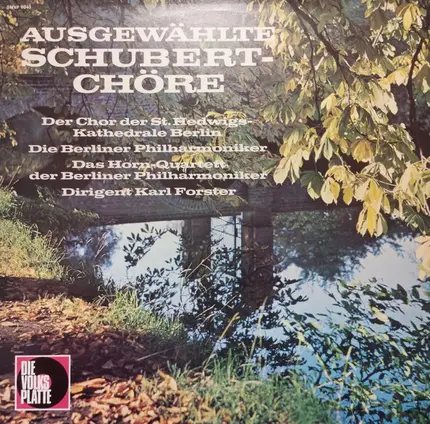 AUSGEWÄHLTE
SCHUBERT-
CHÖRE
Der Chor der St. Hedwigs-
Kathedrale Berlin
Die Berliner Philharmoniker
Das Horn-Quartett
der Berliner Philharmoniker
Dirigent Karl Forster
DIE
VOLKS
PLATTE